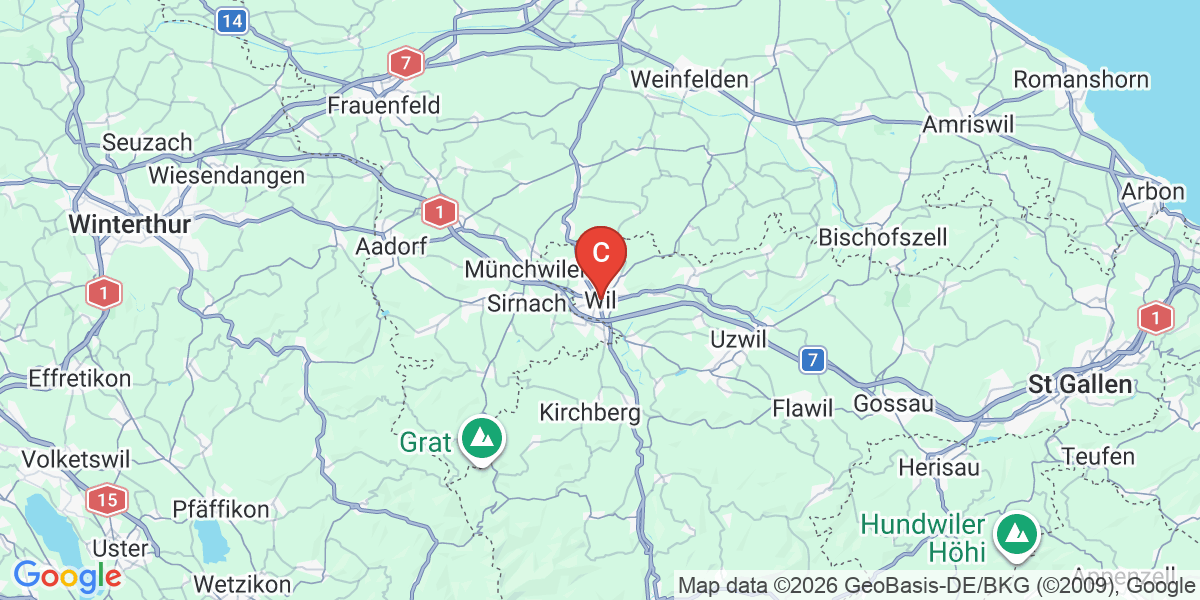 14
7
Weinfelden
Romanshorn
Frauenfeld
Amriswil
Seuzach
Wiesendangen
Arbon
1
Winterthur
Aadorf
Bischofszell
C
Münchwilen
1
Sirnach
Wil
1
Uzwil
7
Effretikon
St Gallen
Kirchberg
Flawil
Gossau
Grat
Volketswil
Herisau
Teufen
15
Pfäffikon
Hundwiler
Höhi
Uster
Wetzikon
Google
Appenzell
Map data ©2026 GeoBasis-DE/BKG (©2009), Google